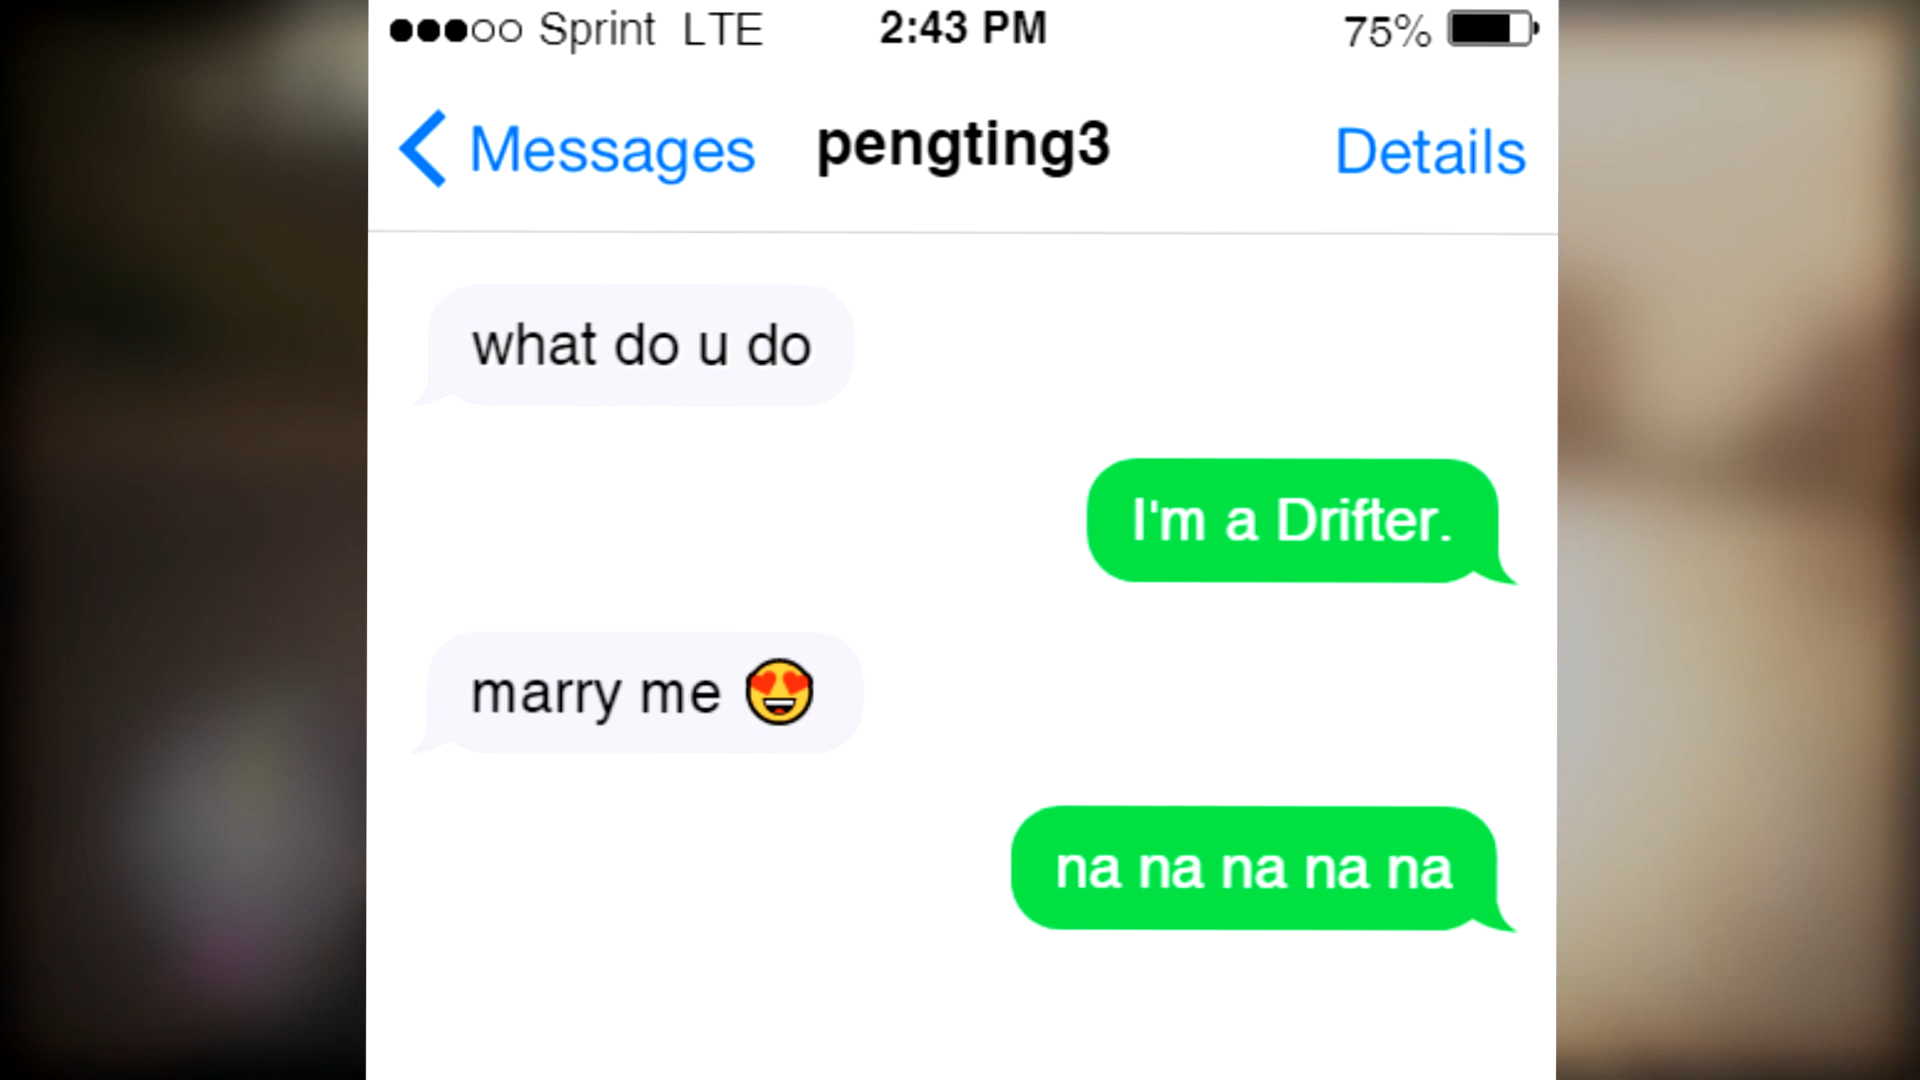 Sprint LTE 2:43 PM 75%
Messages pengting3 Details
what do u do
I'm a Drifter.
marry me 😍
na na na na na